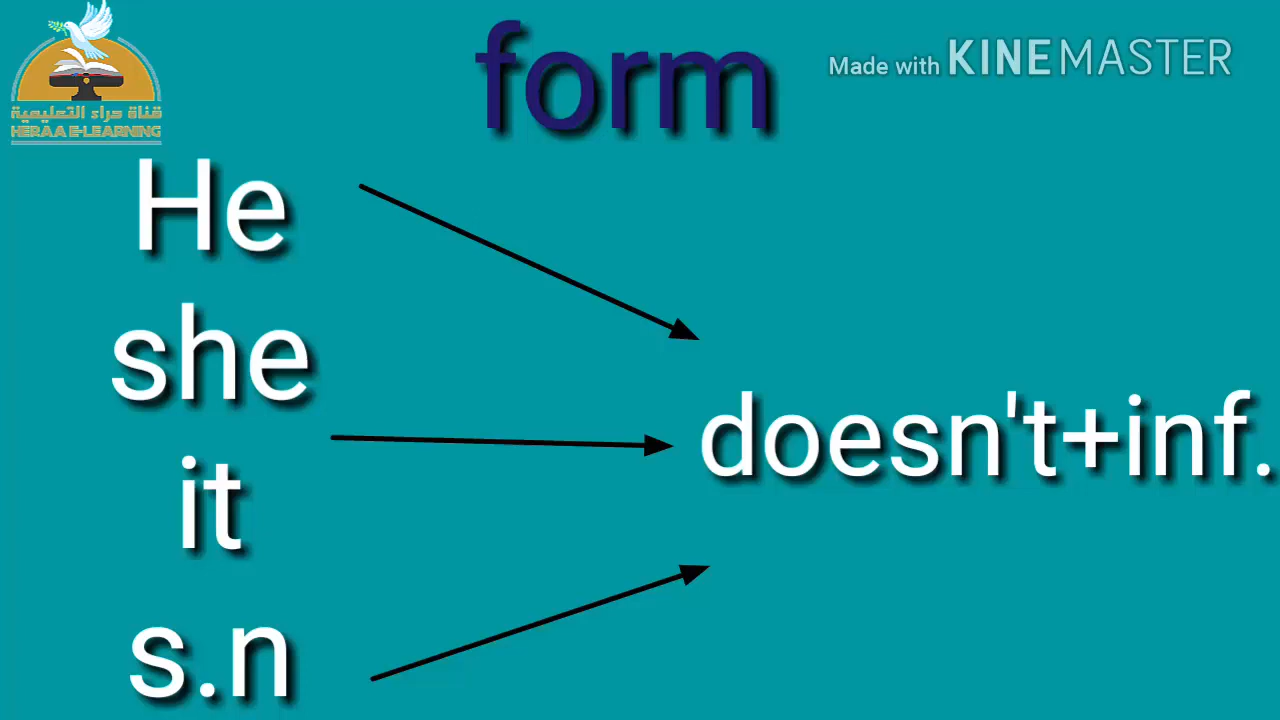 form
Made with KINEMASTER
قناة حراء التعليمية
HERAA E-LEARNING
He
she
it
s.n
doesn't+inf.